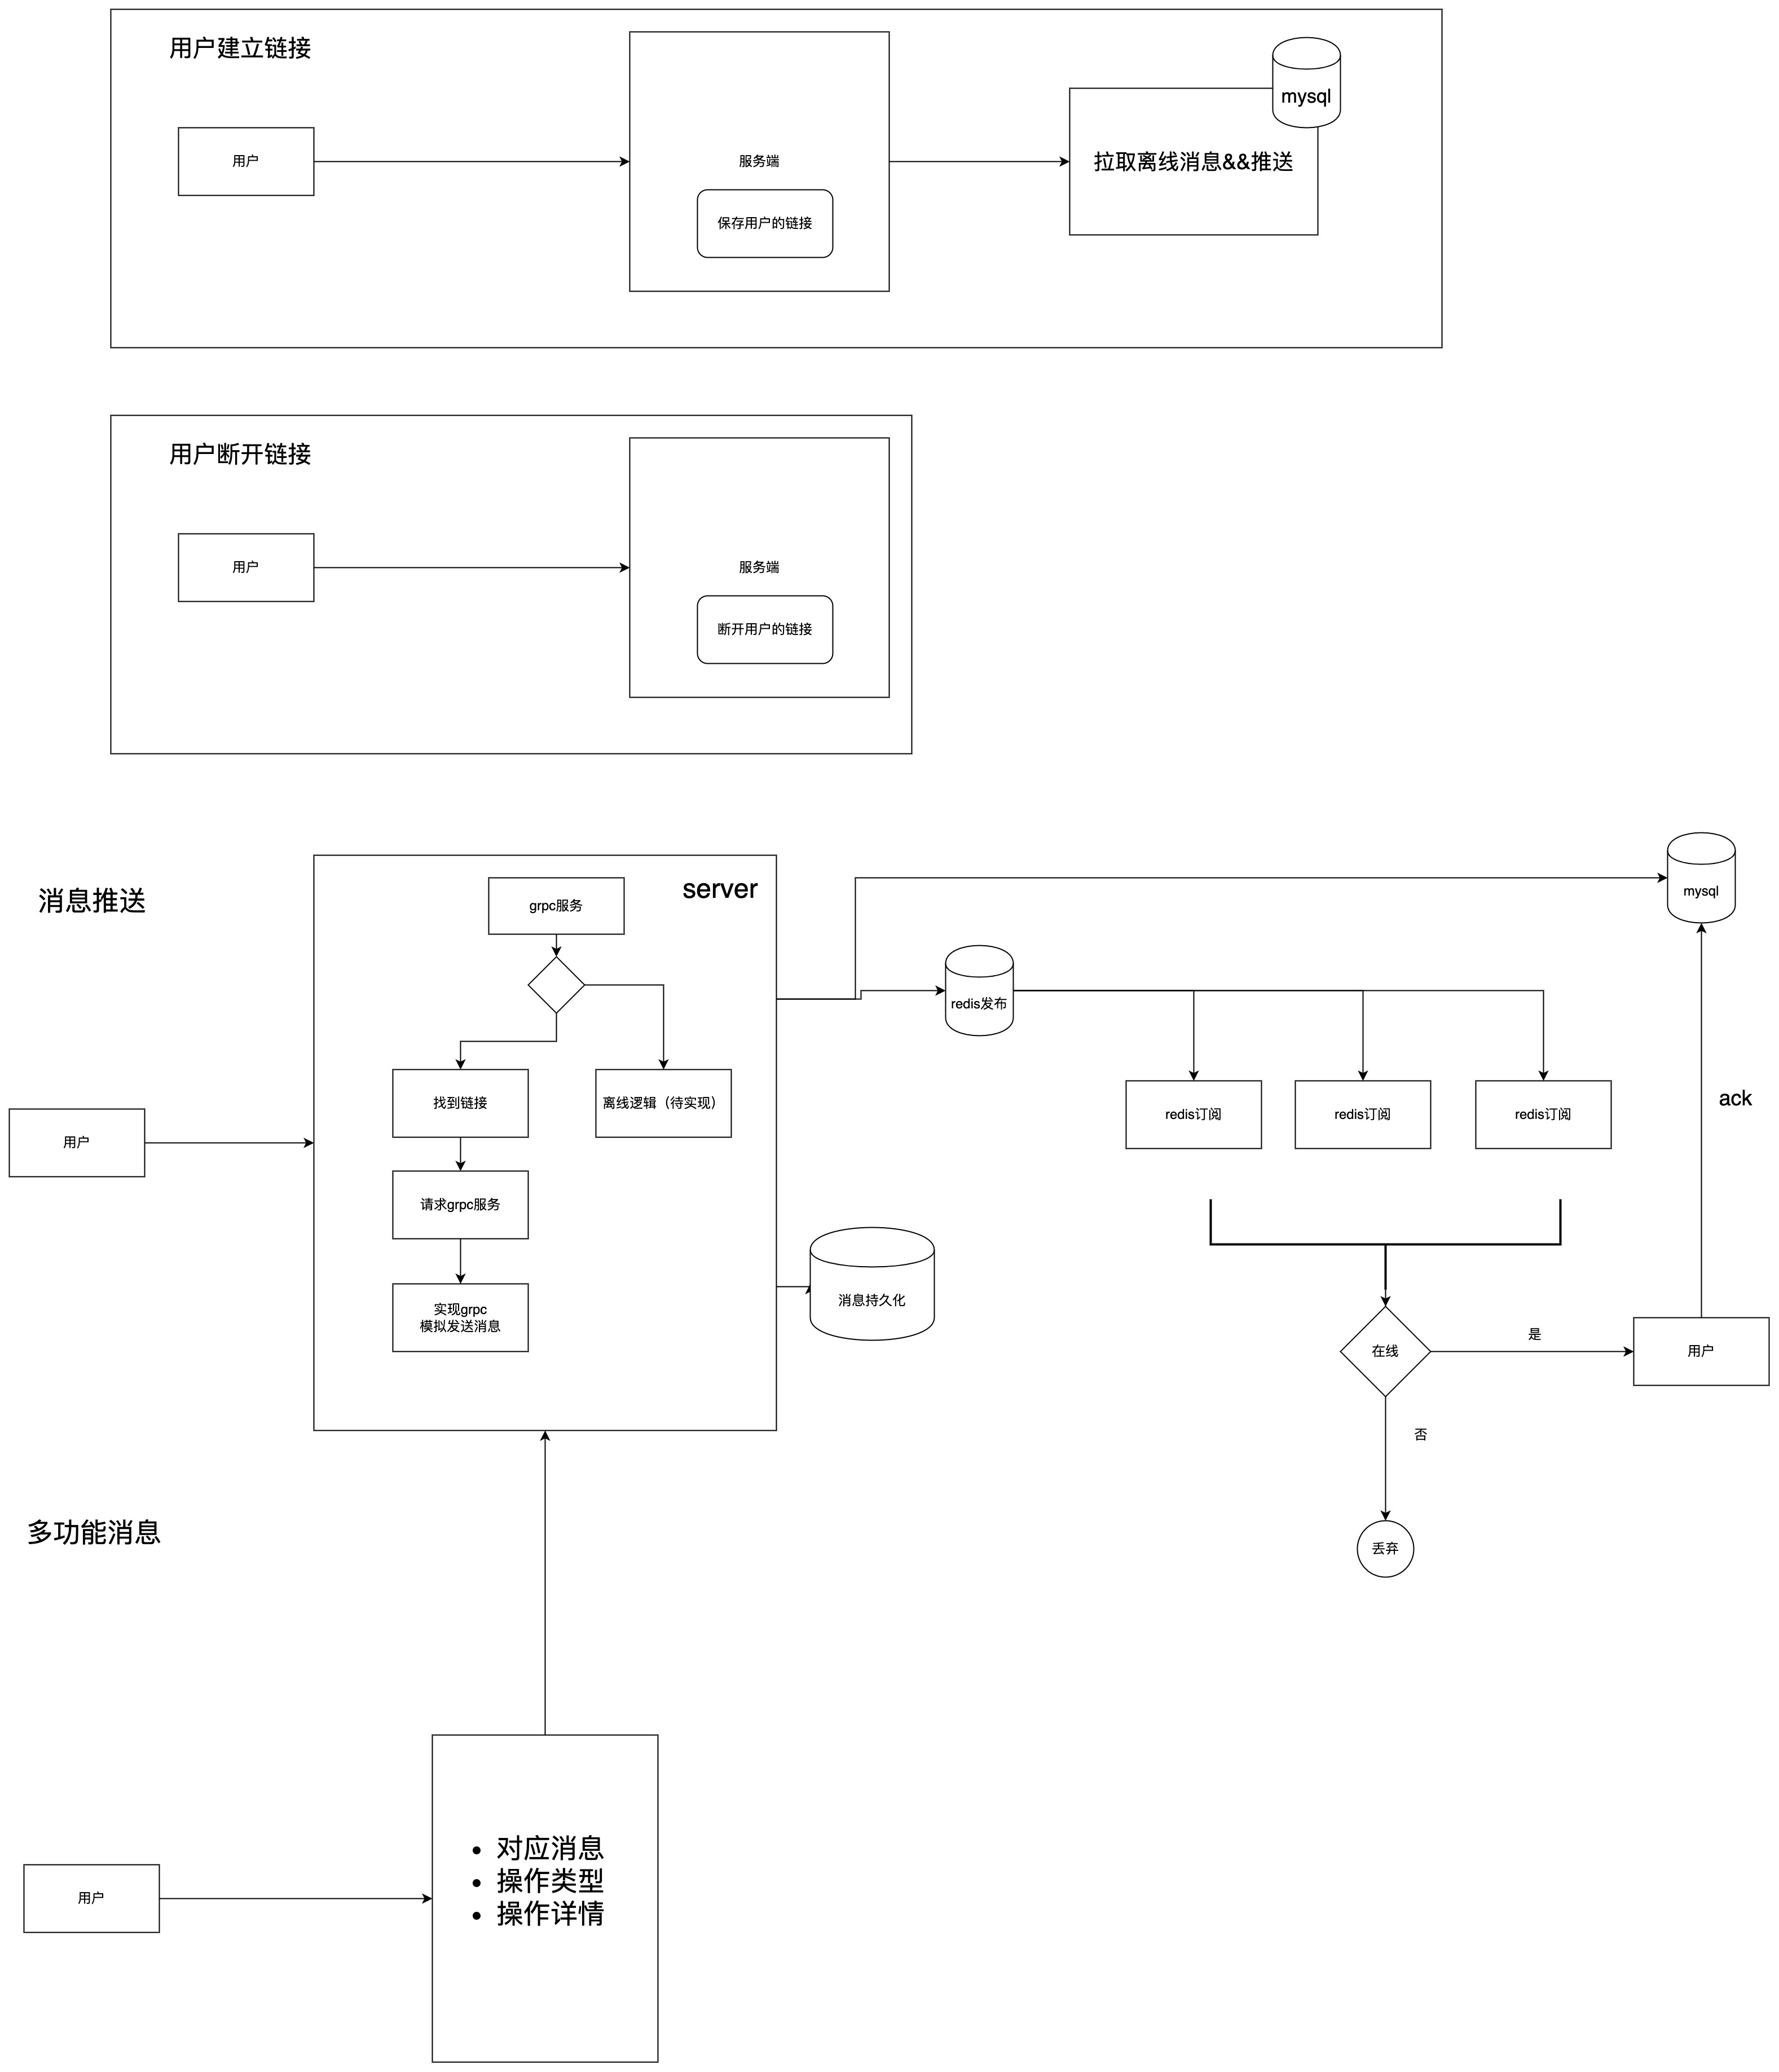 用户建立链接
mysql
用户
服务端
拉取离线消息&&推送
保存用户的链接
用户断开链接
用户
服务端
断开用户的链接
消息推送
server
grpc服务
mysql
redis发布
找到链接
离线逻辑（待实现）
redis订阅
redis订阅
redis订阅
ack
用户
请求grpc服务
消息持久化
实现grpc
模拟发送消息
在线
是
用户
否
丢弃
多功能消息
• 对应消息
• 操作类型
• 操作详情
用户